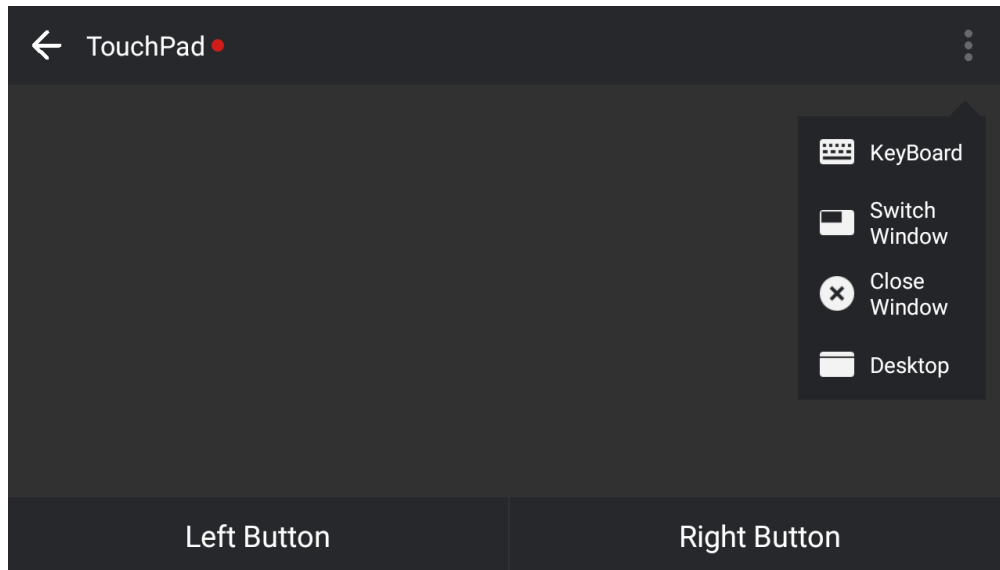 TouchPad
KeyBoard
Switch
Window
Close
Window
Desktop
Left Button
Right Button